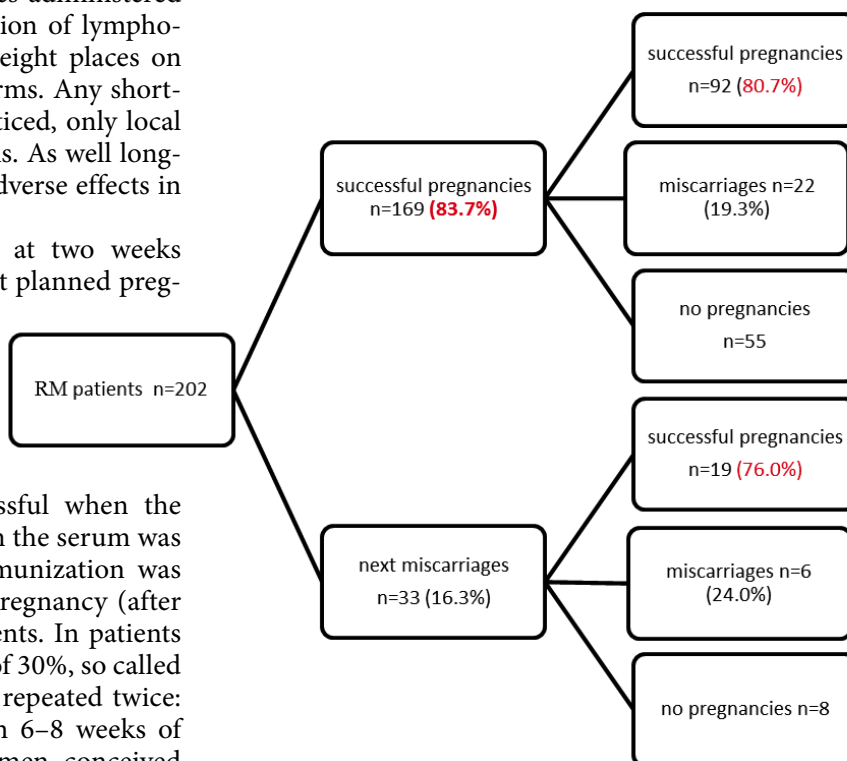 es administered
ion of lympho-
eight places on
rms. Any short-
ticed, only local
s. As well long-
dverse effects in
at two weeks
t planned preg-
ssful when the
n the serum was
munization was
regnancy (after
ents. In patients
of 30%, so called
repeated twice:
n 6–8 weeks of
men conceived
RM patients n=202
successful pregnancies
n=169 (83.7%)
next miscarriages
n=33 (16.3%)
successful pregnancies
n=92 (80.7%)
miscarriages n=22
(19.3%)
no pregnancies
n=55
successful pregnancies
n=19 (76.0%)
miscarriages n=6
(24.0%)
no pregnancies n=8